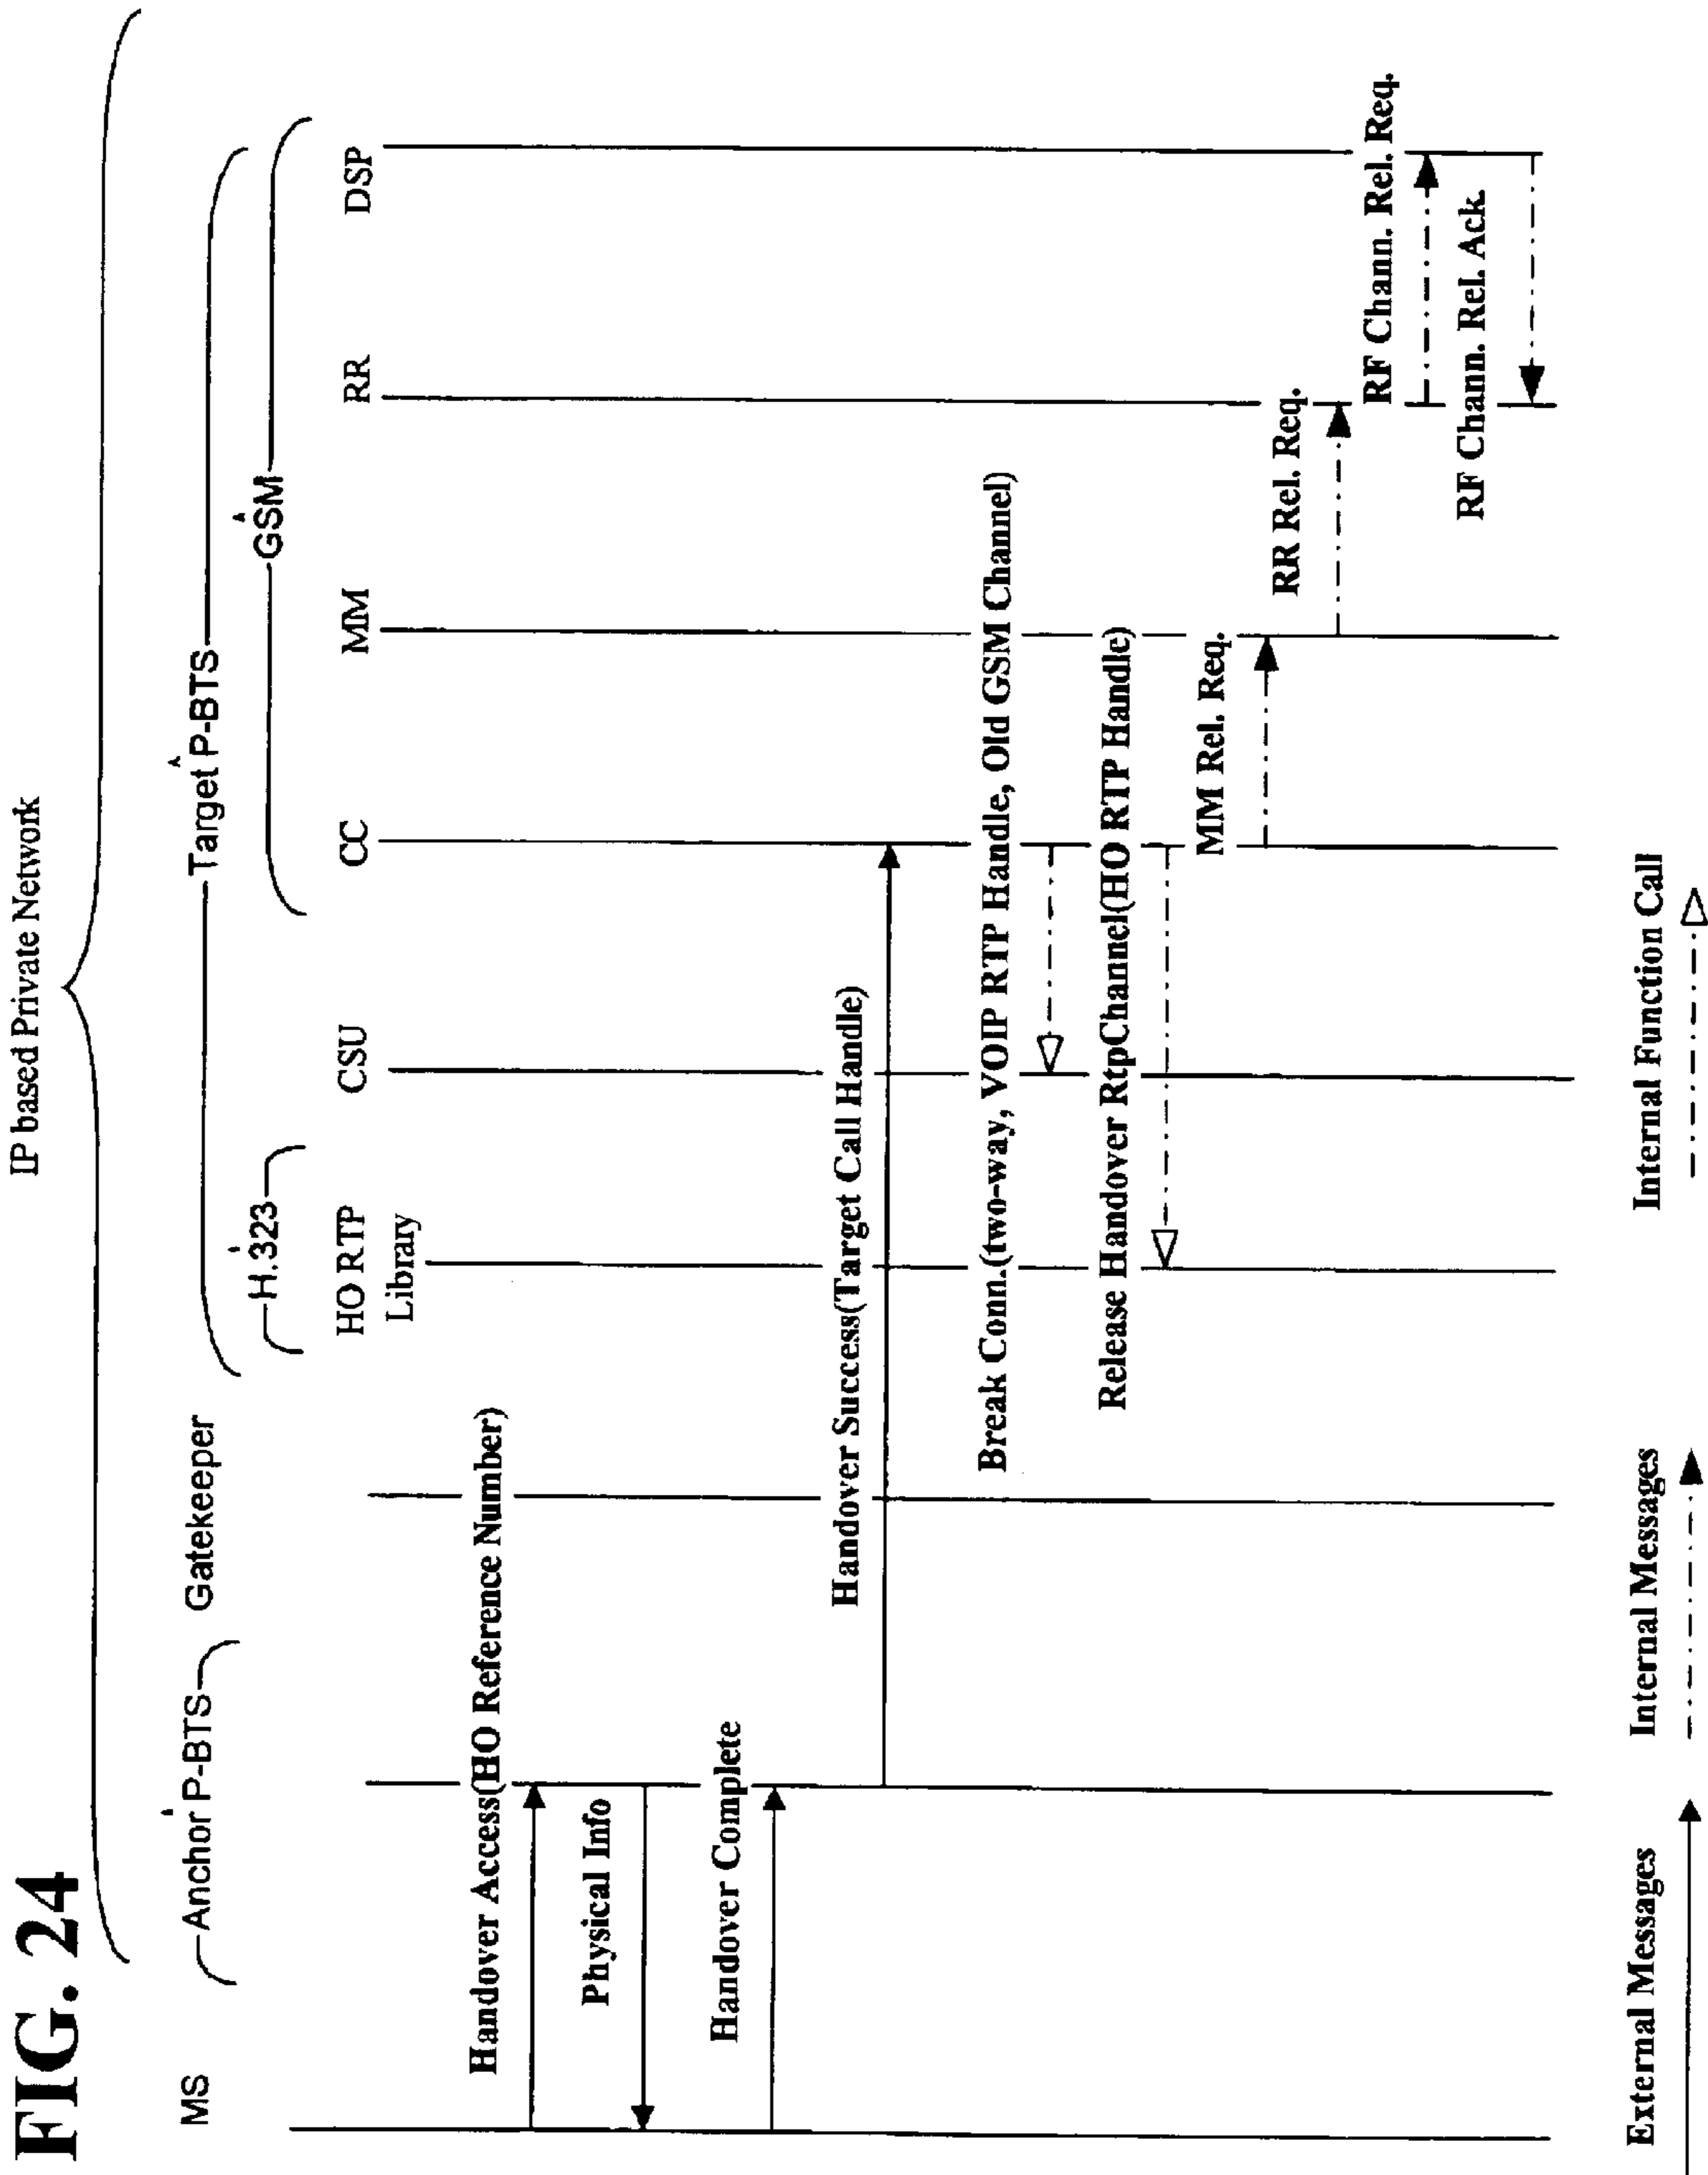 FIG. 24
IP based Private Network
MS
Anchor P-BTS
Gatekeeper
Target P-BTS
H.323
GSM
HO RTP
Library
CSU
CC
MM
RR
DSP
Handover Access(HO Reference Number)
Physical Info
Handover Complete
Handover Success(Target Call Handle)
Break Conn.(two-way, VOIP RTP Handle, Old GSM Channel)
Release Handover RtpChannel(HO RTP Handle)
MM Rel. Req.
RR Rel. Req.
RF Chann. Rel. Req.
RF Chann. Rel. Ack.
External Messages
Internal Messages
Internal Function Call